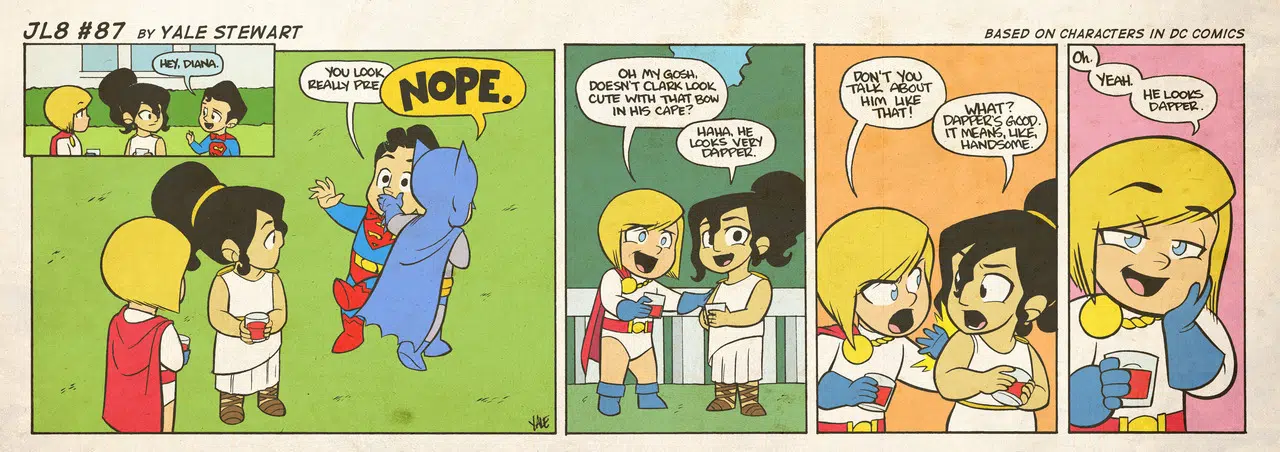 JL8 #87 BY YALE STEWART
BASED ON CHARACTERS IN DC COMICS
HEY, DIANA.
YOU LOOK
REALLY PRE
NOPE.
YALE
OH MY GOSH,
DOESN'T CLARK LOOK
CUTE WITH THAT BOW
IN HIS CAPE?
HAHA, HE
LOOKS VERY
DAPPER.
DON'T YOU
TALK ABOUT
HIM LIKE
THAT!
WHAT?
DAPPER'S GOOD.
IT MEANS, LIKE,
HANDSOME.
Oh.
YEAH.
HE LOOKS
DAPPER.